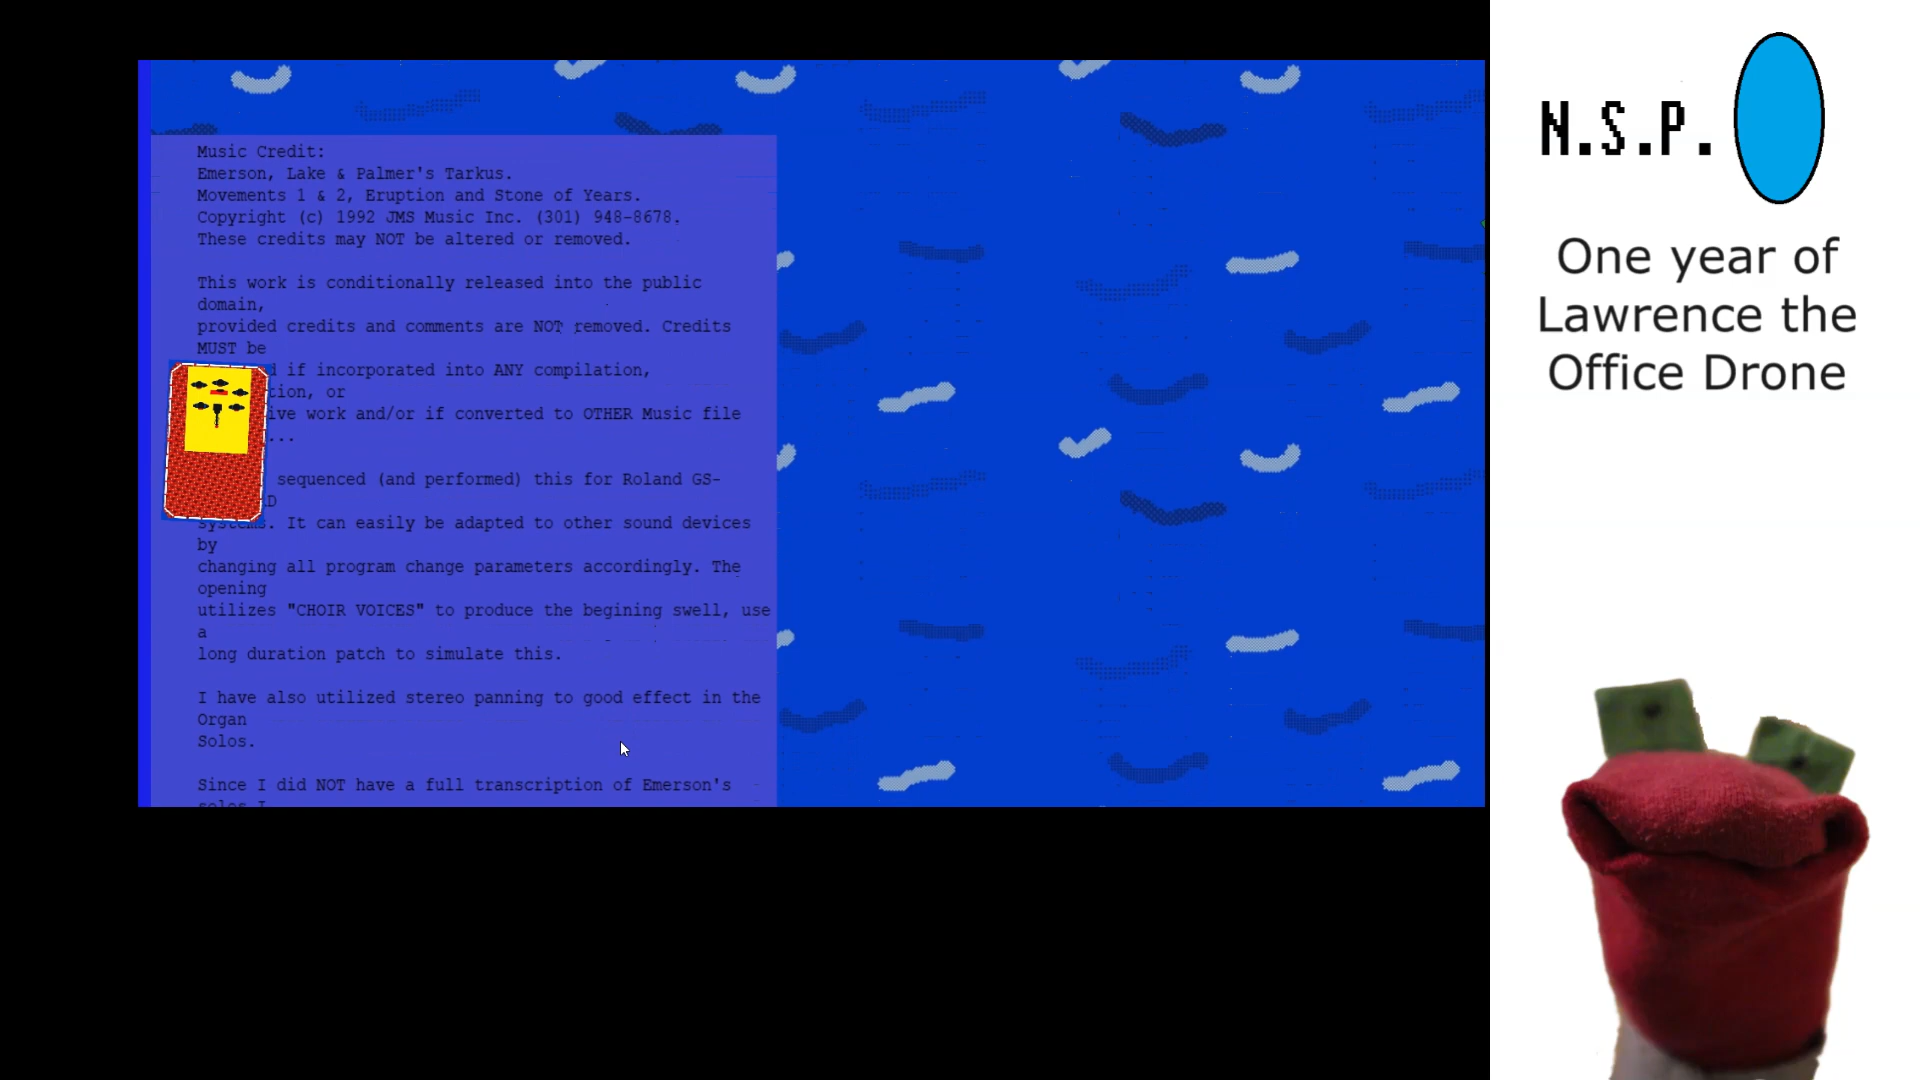 Music Credit:
Emerson, Lake & Palmer's Tarkus.
Movements 1 & 2, Eruption and Stone of Years.
Copyright (c) 1992 JMS Music Inc. (301) 948-8678.
These credits may NOT be altered or removed.
This work is conditionally released into the public
domain,
provided credits and comments are NOT removed. Credits
MUST be
if incorporated into ANY compilation,
or
work and/or if converted to OTHER Music file
...
sequenced (and performed) this for Roland GS-
systems. It can easily be adapted to other sound devices
by
changing all program change parameters accordingly. The
opening
utilizes "CHOIR VOICES" to produce the begining swell, use
a
long duration patch to simulate this.
I have also utilized stereo panning to good effect in the
Organ
Solos.
Since I did NOT have a full transcription of Emerson's
solos I
N.S.P.
One year of
Lawrence the
Office Drone